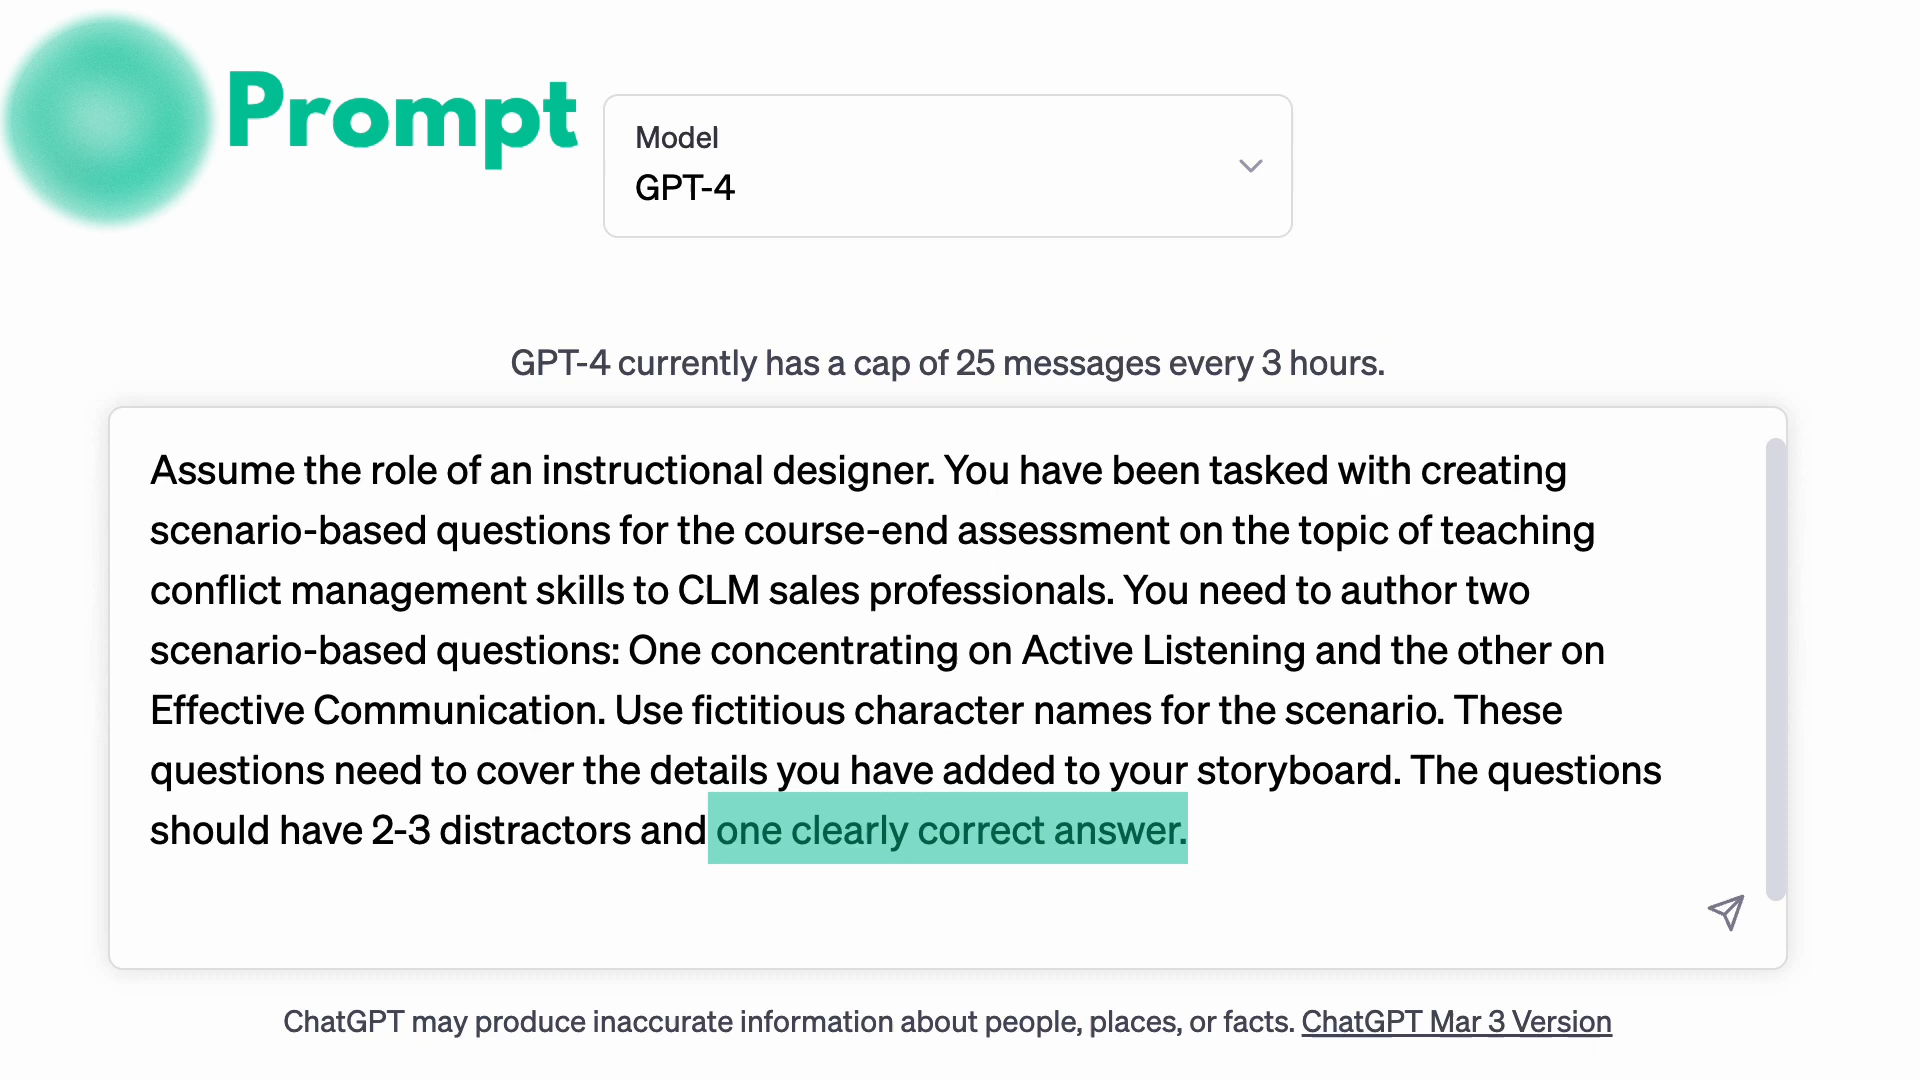 Prompt
Model
GPT-4
GPT-4 currently has a cap of 25 messages every 3 hours.
Assume the role of an instructional designer. You have been tasked with creating
scenario-based questions for the course-end assessment on the topic of teaching
conflict management skills to CLM sales professionals. You need to author two
scenario-based questions: One concentrating on Active Listening and the other on
Effective Communication. Use fictitious character names for the scenario. These
questions need to cover the details you have added to your storyboard. The questions
should have 2-3 distractors and one clearly correct answer.
ChatGPT may produce inaccurate information about people, places, or facts. ChatGPT Mar 3 Version